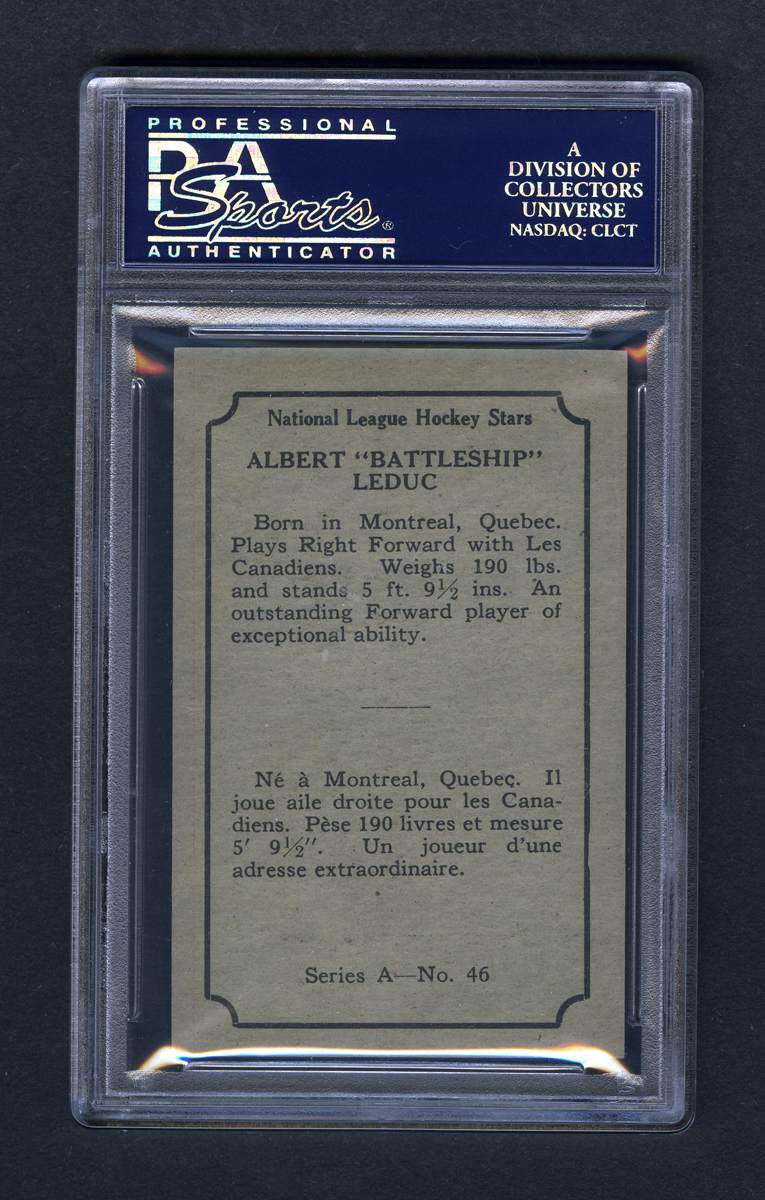 PROFESSIONAL
PSA
Sports®
AUTHENTICATOR
A
DIVISION OF
COLLECTORS
UNIVERSE
NASDAQ: CLCT
National League Hockey Stars
ALBERT "BATTLESHIP"
LEDUC
Born in Montreal, Quebec.
Plays Right Forward with Les
Canadiens. Weighs 190 lbs.
and stands 5 ft. 9½ ins. An
outstanding Forward player of
exceptional ability.
Né à Montreal, Quebec. Il
joue aile droite pour les Cana-
diens. Pèse 190 livres et mesure
5′ 9½″. Un joueur d'une
adresse extraordinaire.
Series A—No. 46